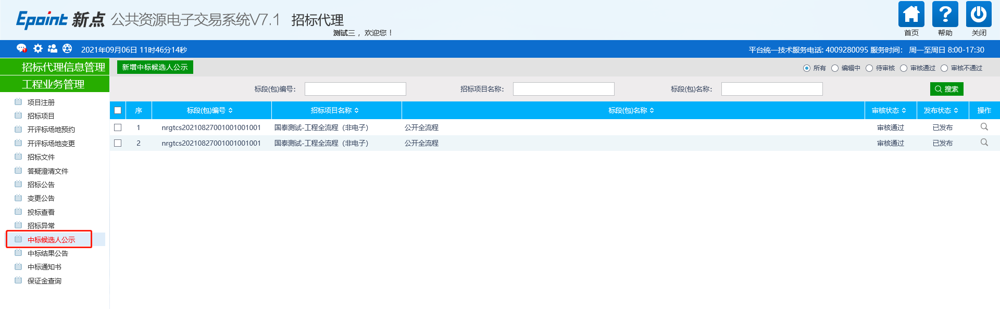 Epoint 新点 公共资源电子交易系统V7.1 招标代理
测试三 ，欢迎您！
首页 帮助 关闭
2021年09月06日 11时46分14秒
平台统一技术服务电话: 4009280095 服务时间： 周一至周日 8:00-17:30
招标代理信息管理
工程业务管理
项目注册
招标项目
开评标场地预约
开评标场地变更
招标文件
答疑澄清文件
招标公告
变更公告
投标查看
招标异常
中标候选人公示
中标结果公告
中标通知书
保证金查询
新增中标候选人公示
所有 编辑中 待审核 审核通过 审核不通过
标段(包)编号： 招标项目名称： 标段(包)名称： 搜索
序 标段(包)编号 招标项目名称 标段(包)名称 审核状态 发布状态 操作
1 nrgtcs20210827001001001001 国泰测试-工程全流程（非电子） 公开全流程 审核通过 已发布
2 nrgtcs20210827001001001001 国泰测试-工程全流程（非电子） 公开全流程 审核通过 已发布